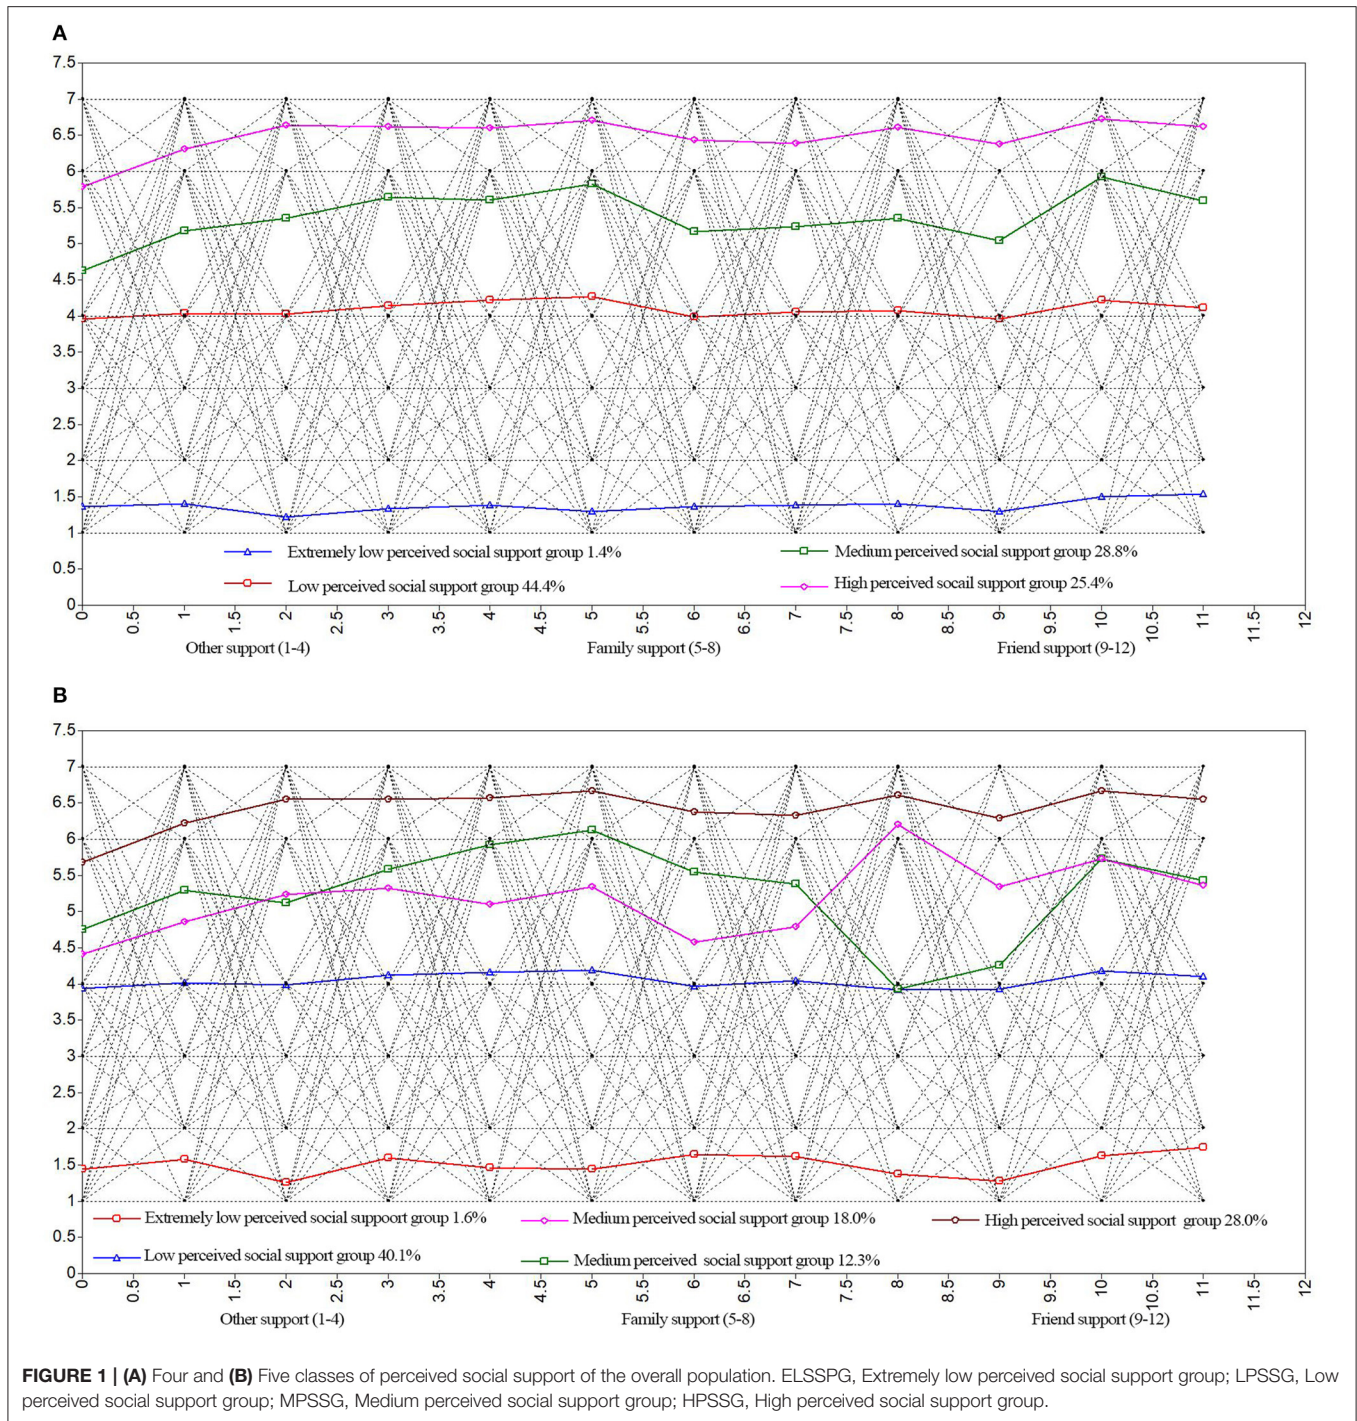 A
7.5
7
6.5
6
5.5
5
4.5
4
3.5
3
2.5
2
1.5
1
0.5
0
Extremely low perceived social support group 1.4%
Medium perceived social support group 28.8%
Low perceived social support group 44.4%
High perceived socail support group 25.4%
0 0.5 1 1.5 2 2.5 3 3.5 4 4.5 5 5.5 6 6.5 7 7.5 8 8.5 9 9.5 10 10.5 11 11.5 12
Other support (1-4) Family support (5-8) Friend support (9-12)
B
7.5
7
6.5
6
5.5
5
4.5
4
3.5
3
2.5
2
1.5
1
0.5
0
Extremely low perceived social suppoort group 1.6%
Medium perceived social support group 18.0%
High perceived social support group 28.0%
Low perceived social support group 40.1%
Medium perceived social support group 12.3%
0 0.5 1 1.5 2 2.5 3 3.5 4 4.5 5 5.5 6 6.5 7 7.5 8 8.5 9 9.5 10 10.5 11 11.5 12
Other support (1-4) Family support (5-8) Friend support (9-12)
FIGURE 1 | (A) Four and (B) Five classes of perceived social support of the overall population. ELSSPG, Extremely low perceived social support group; LPSSG, Low
perceived social support group; MPSSG, Medium perceived social support group; HPSSG, High perceived social support group.